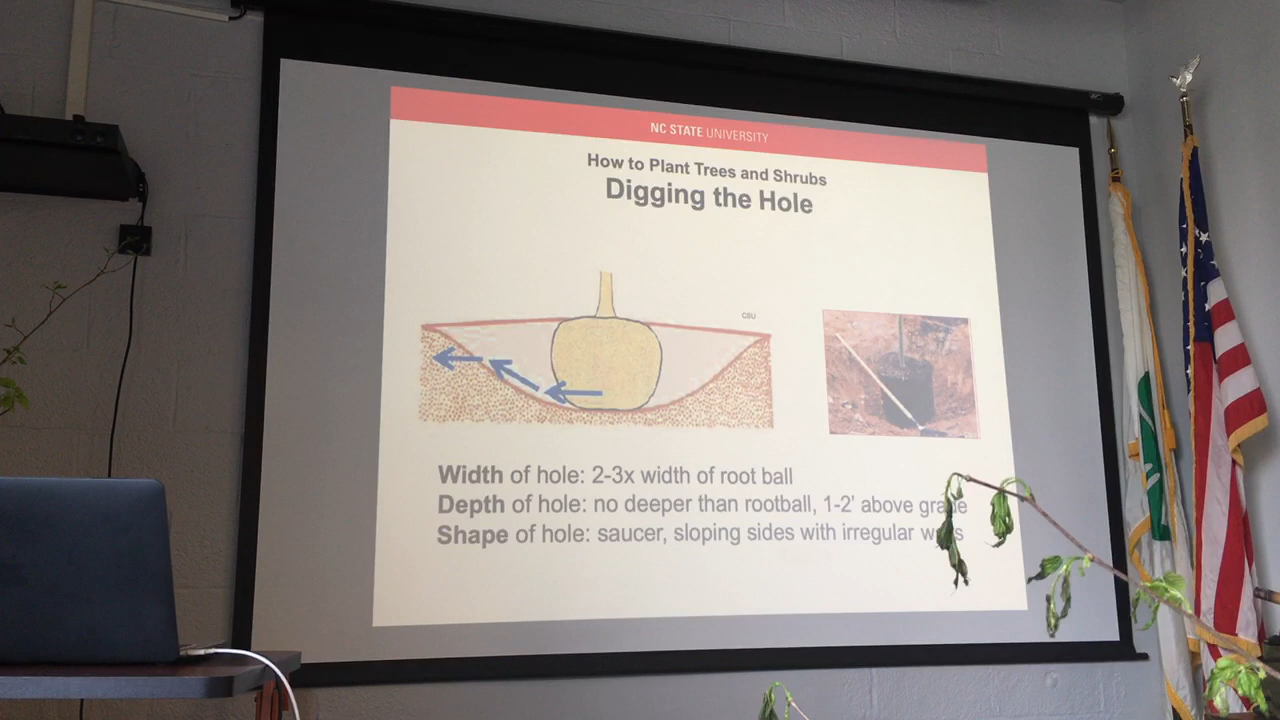 NC STATE UNIVERSITY
How to Plant Trees and Shrubs
Digging the Hole
CSU
Width of hole: 2-3x width of root ball
Depth of hole: no deeper than rootball, 1-2' above grade
Shape of hole: saucer, sloping sides with irregular walls